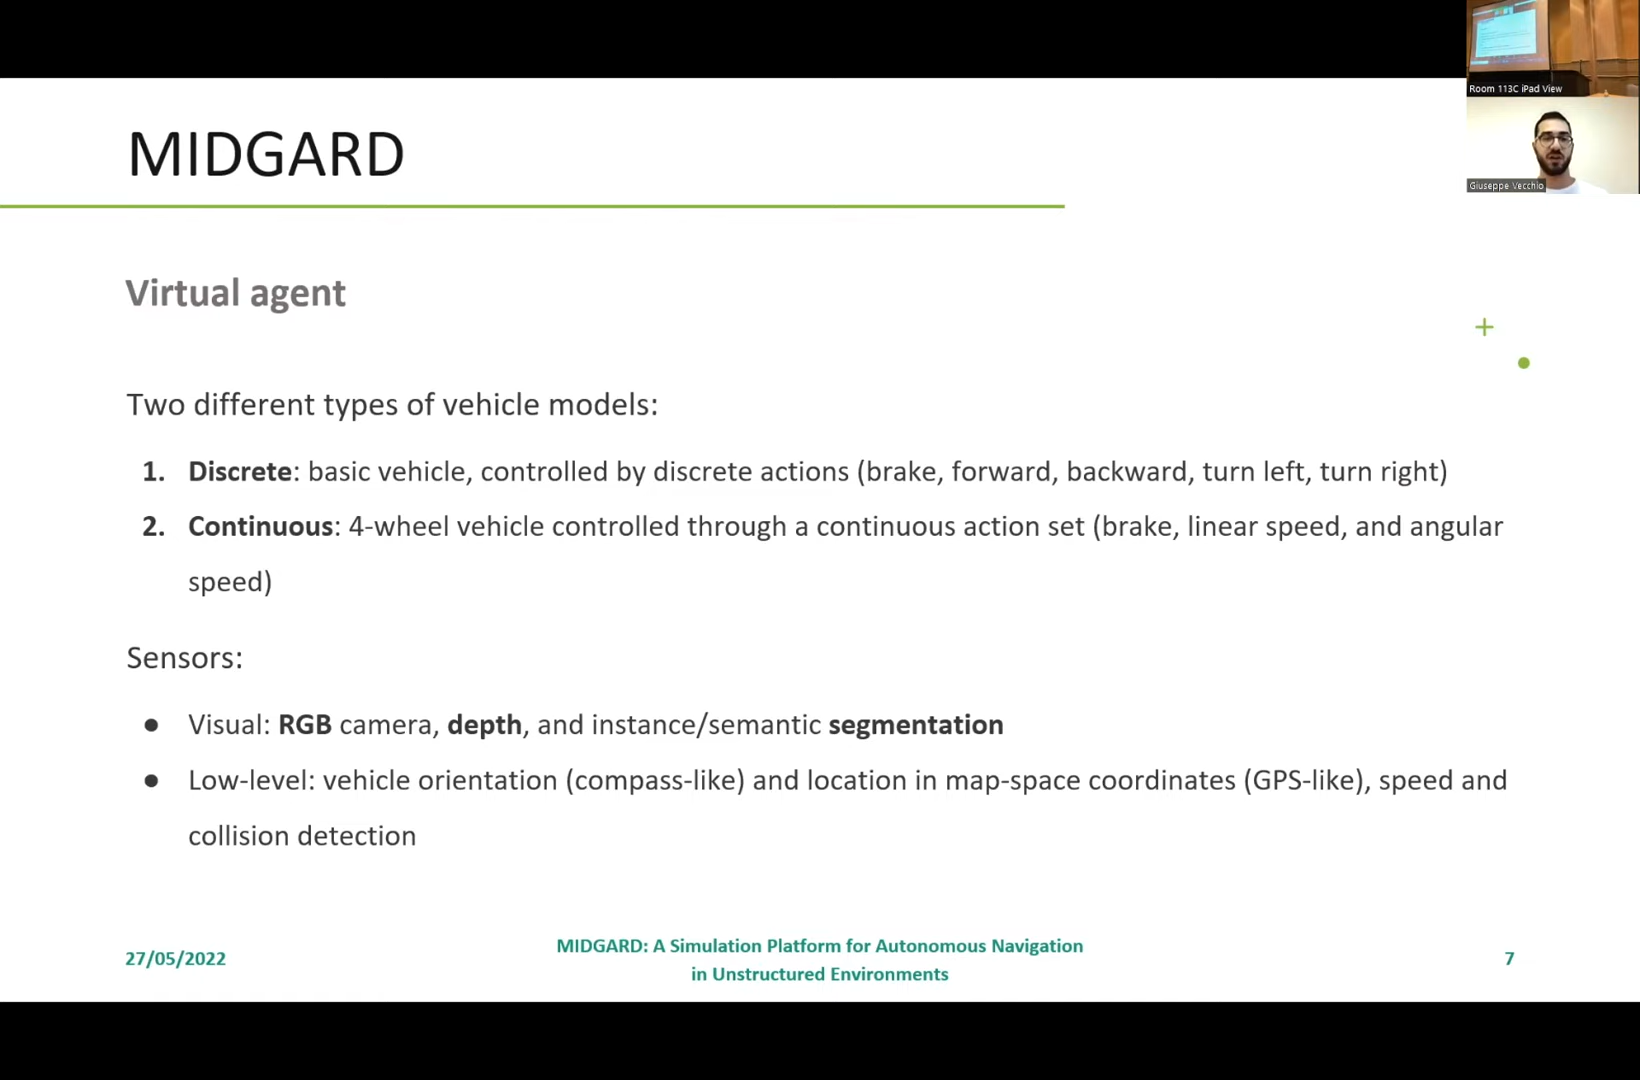 Room 113C iPad View
Giuseppe Vecchio
MIDGARD
Virtual agent
Two different types of vehicle models:
1. Discrete: basic vehicle, controlled by discrete actions (brake, forward, backward, turn left, turn right)
2. Continuous: 4-wheel vehicle controlled through a continuous action set (brake, linear speed, and angular
speed)
Sensors:
● Visual: RGB camera, depth, and instance/semantic segmentation
● Low-level: vehicle orientation (compass-like) and location in map-space coordinates (GPS-like), speed and
collision detection
27/05/2022
MIDGARD: A Simulation Platform for Autonomous Navigation
in Unstructured Environments
7